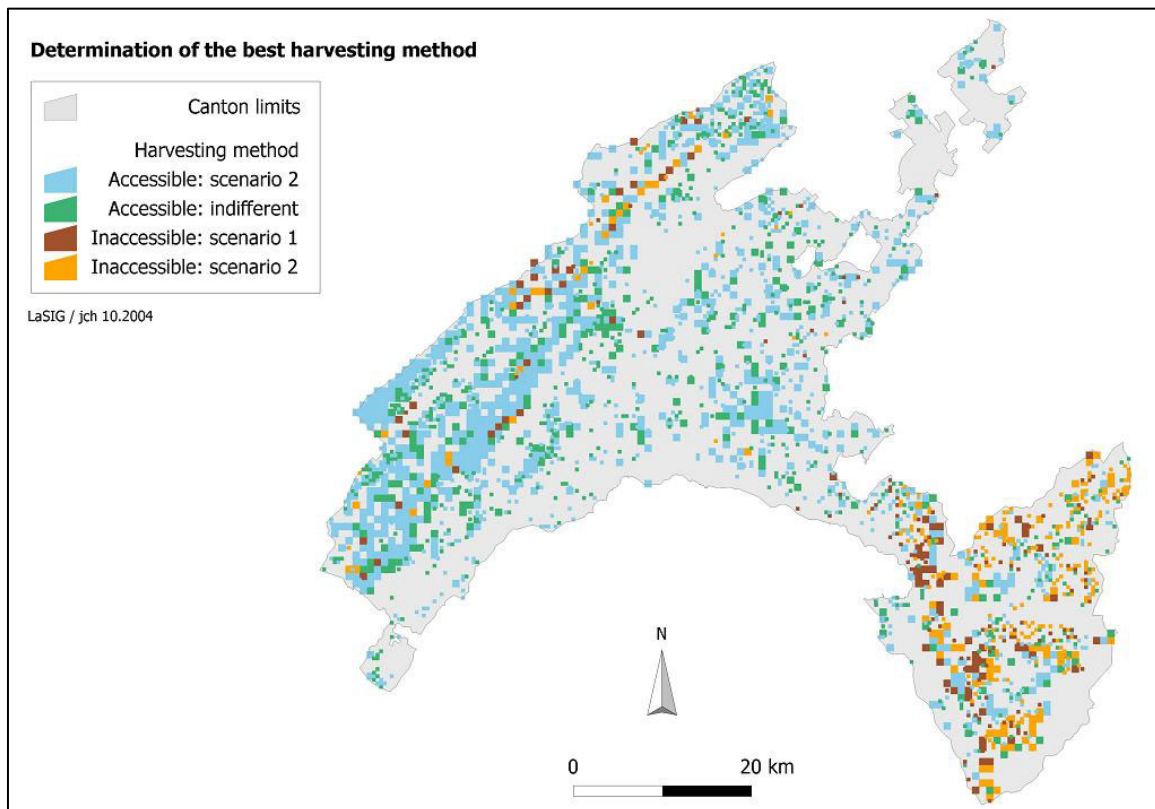 Determination of the best harvesting method
Canton limits
Harvesting method
Accessible: scenario 2
Accessible: indifferent
Inaccessible: scenario 1
Inaccessible: scenario 2
LaSIG / jch 10.2004
N
0 20 km